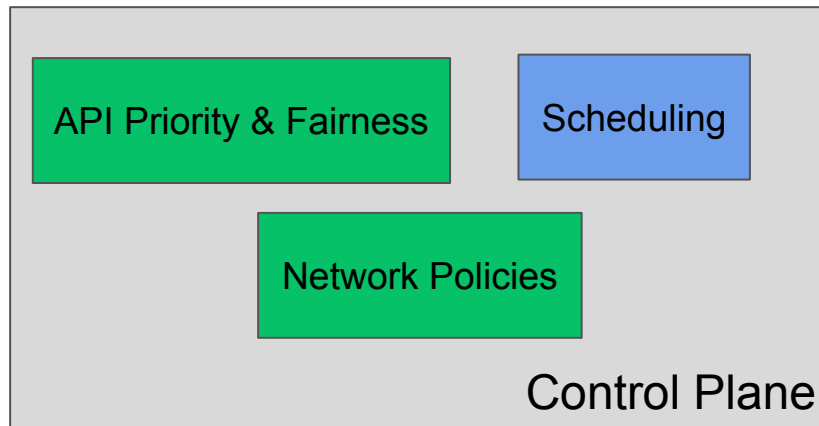 API Priority & Fairness
Scheduling
Network Policies
Control Plane